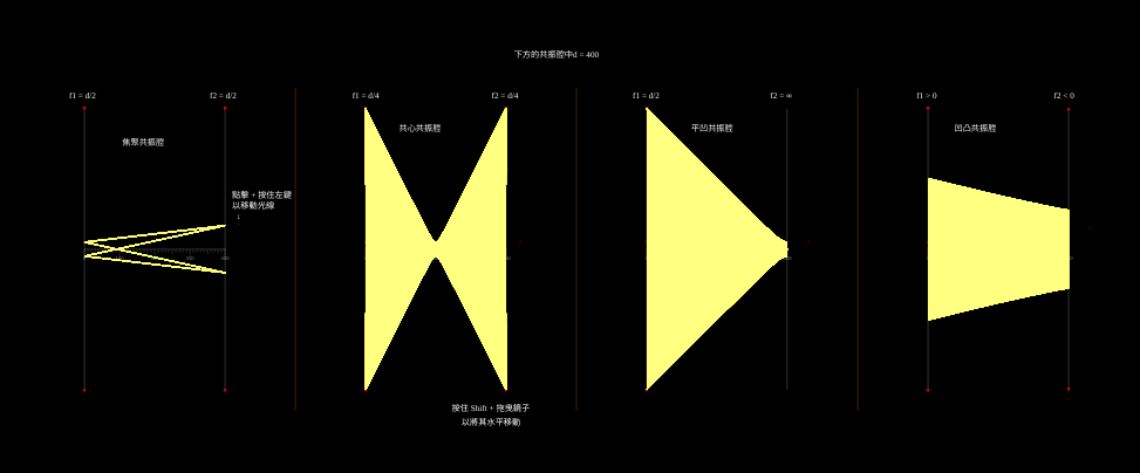 下方的共振腔中d = 400
f1 = d/2
f2 = d/2
焦聚共振腔
點擊 + 按住左鍵
以移動光線
1
f1 = d/4
f2 = d/4
共心共振腔
按住 Shift + 拖曳鏡子
以將其水平移動
f1 = d/2
f2 = ∞
平凹共振腔
f1 > 0
f2 < 0
凹凸共振腔